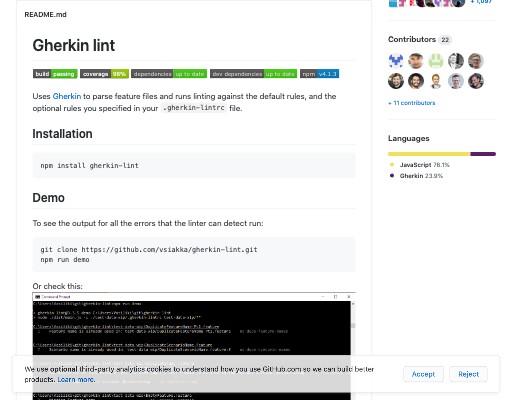 README.md
+ 1,097
Gherkin lint
Contributors 22
build passing coverage 98% dependencies up to date dev dependencies up to date npm v4.1.3
Uses Gherkin to parse feature files and runs linting against the default rules, and the
optional rules you specified in your .gherkin-lintrc file.
+ 11 contributors
Installation
Languages
npm install gherkin-lint
JavaScript 76.1%
Gherkin 23.9%
Demo
To see the output for all the errors that the linter can detect run:
git clone https://github.com/vsiakka/gherkin-lint.git
npm run demo
Or check this:
Command Prompt
We use optional third-party analytics cookies to understand how you use GitHub.com so we can build better
products. Learn more.
Accept Reject